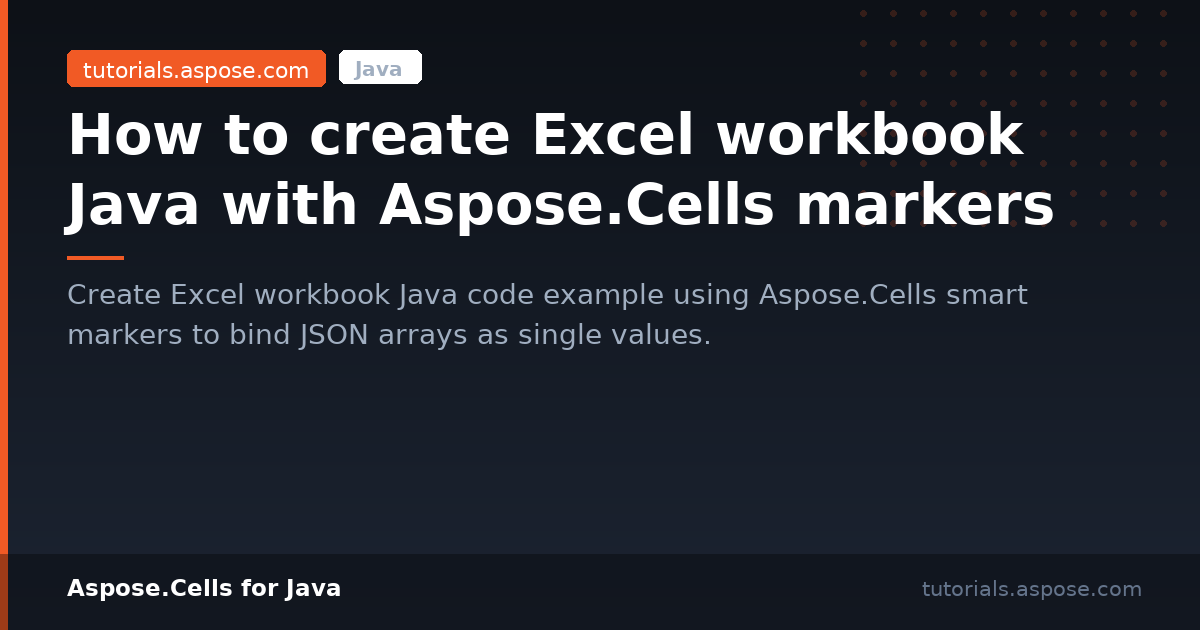 tutorials.aspose.com
Java
How to create Excel workbook
Java with Aspose.Cells markers
Create Excel workbook Java code example using Aspose.Cells smart
markers to bind JSON arrays as single values.
Aspose.Cells for Java
tutorials.aspose.com